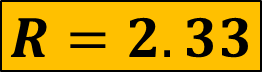 R = 2.33